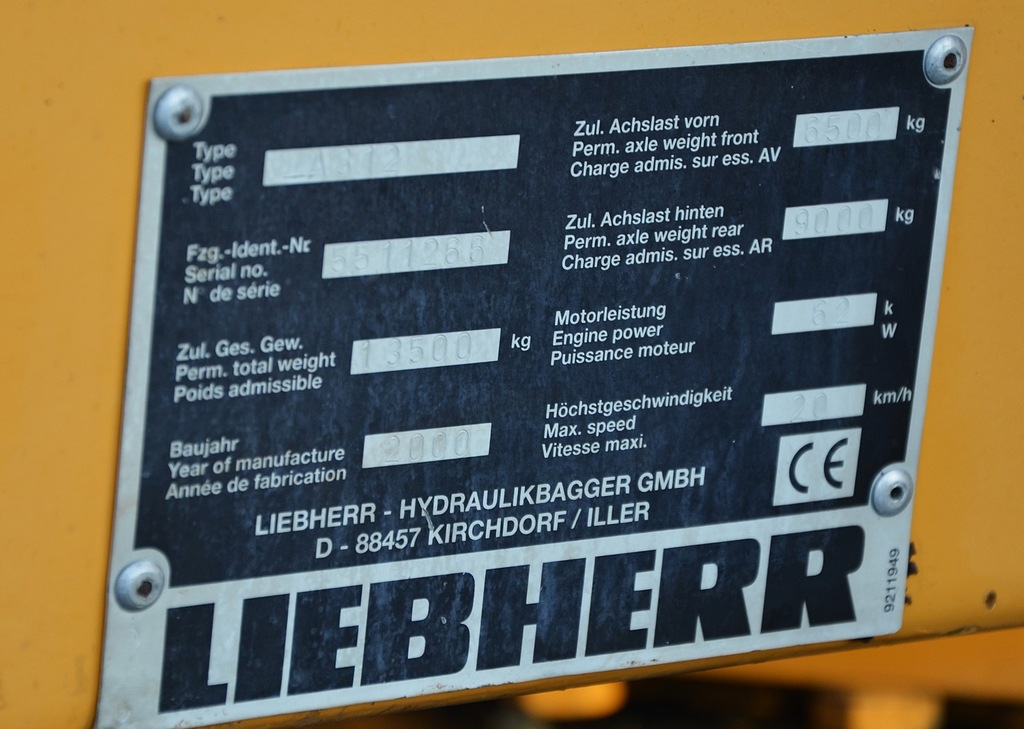 Type
Type
Type
Fzg.-Ident.-Nr.
Serial no.
N° de série
5511266
Zul. Ges. Gew.
Perm. total weight
Poids admissible
13500 kg
Baujahr
Year of manufacture
Année de fabrication
2000
Zul. Achslast vorn
Perm. axle weight front
Charge admis. sur ess. AV
6500 kg
Zul. Achslast hinten
Perm. axle weight rear
Charge admis. sur ess. AR
9000 kg
Motorleistung
Engine power
Puissance moteur
62 k
W
Höchstgeschwindigkeit
Max. speed
Vitesse maxi.
20 km/h
CE
LIEBHERR - HYDRAULIKBAGGER GMBH
D - 88457 KIRCHDORF / ILLER
LIEBHERR
9211949